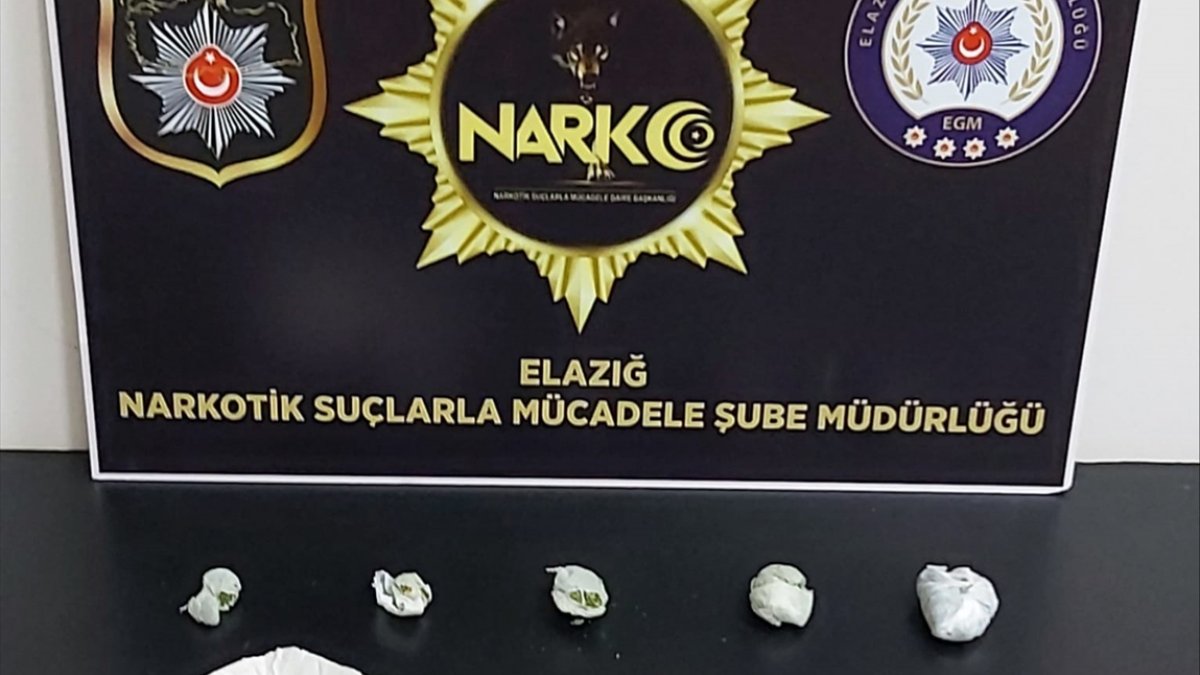 NARKO
NARKOTİK SUÇLARLA MÜCADELE DAİRE BAŞKANLIĞI
EGM
ELAZIĞ
NARKOTİK SUÇLARLA MÜCADELE ŞUBE MÜDÜRLÜĞÜ